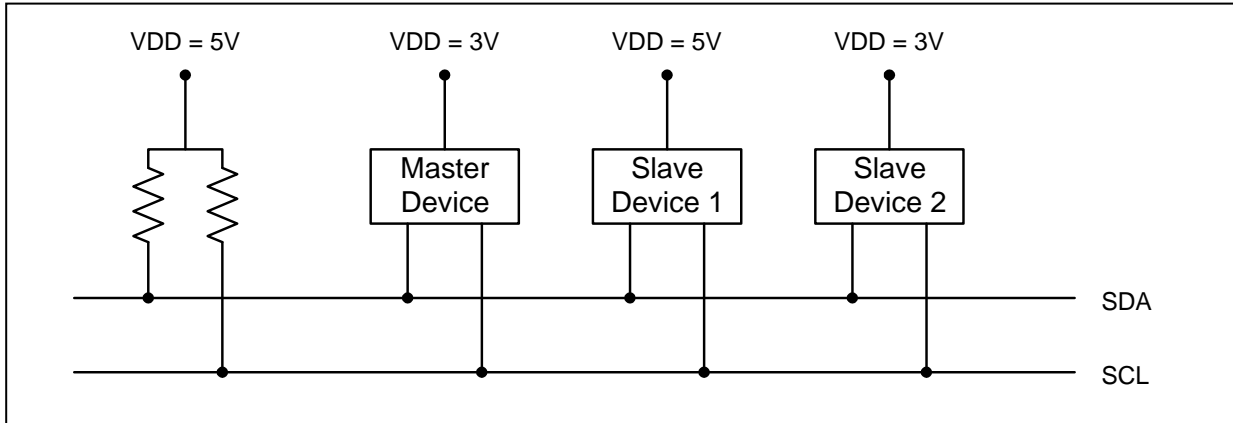 VDD = 5V
VDD = 3V
VDD = 5V
VDD = 3V
Master
Device
Slave
Device 1
Slave
Device 2
SDA
SCL